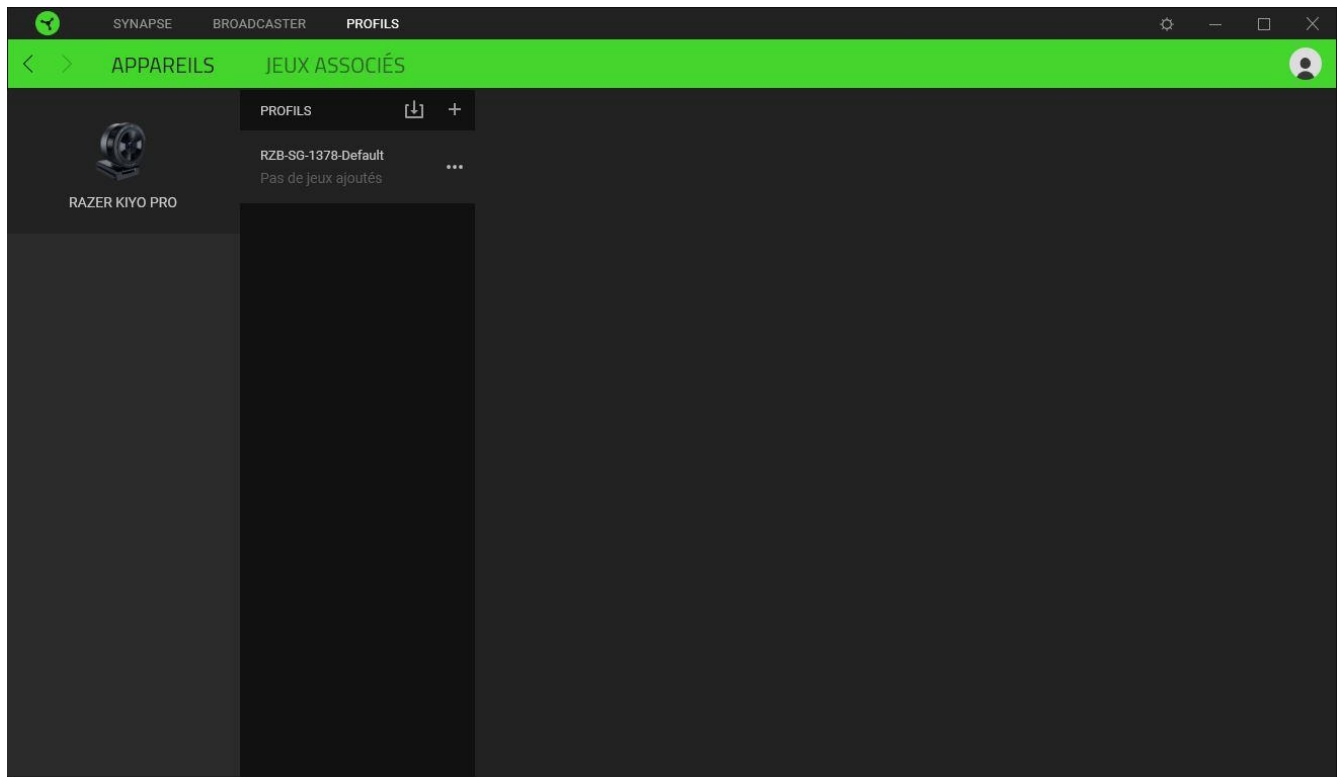 SYNAPSE BROADCASTER PROFILS
APPAREILS JEUX ASSOCIÉS
PROFILS
RZB-SG-1378-Default
Pas de jeux ajoutés
RAZER KIYO PRO